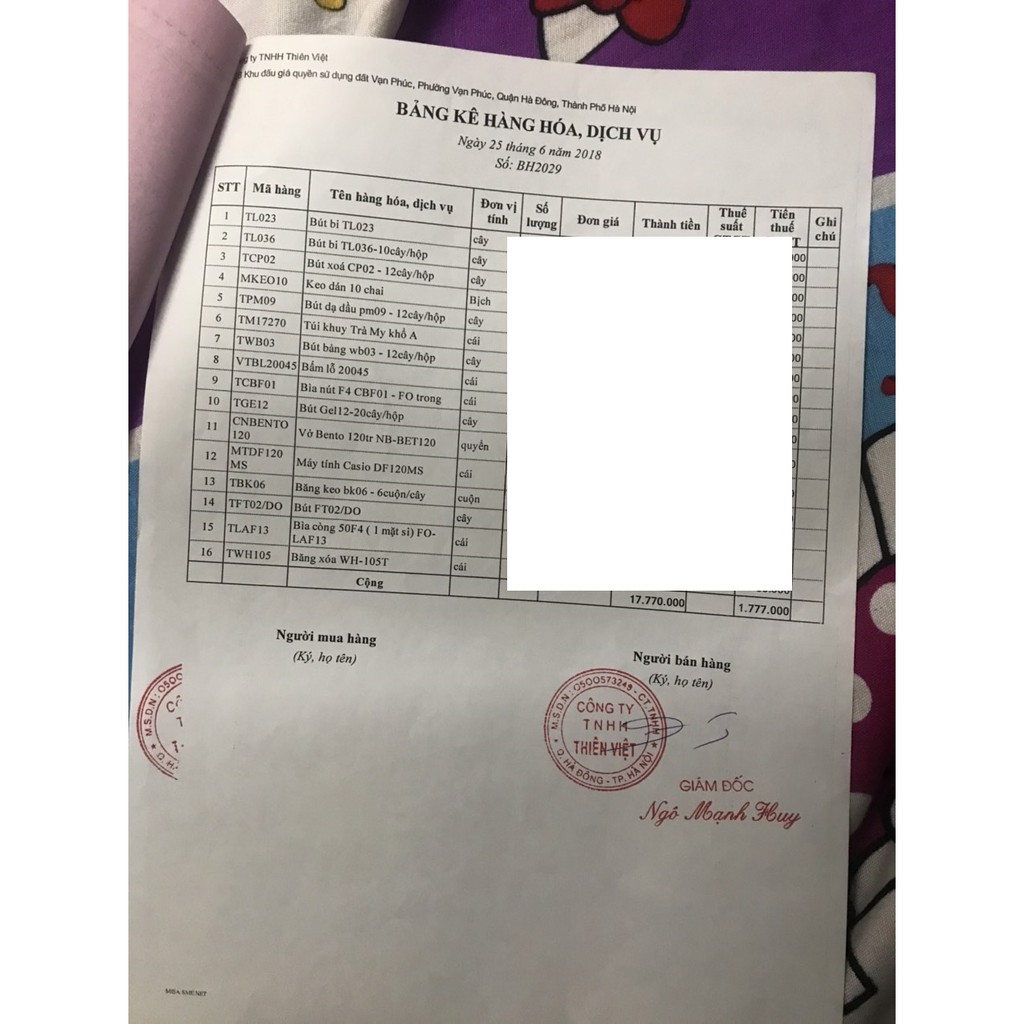 ty TNHH Thiên Việt
Khu đấu giá quyền sử dụng đất Vạn Phúc, Phường Vạn Phúc, Quận Hà Đông, Thành Phố Hà Nội
BẢNG KÊ HÀNG HÓA, DỊCH VỤ
Ngày 25 tháng 6 năm 2018
Số: BH2029
STT Mã hàng Tên hàng hóa, dịch vụ Đơn vị tính Số lượng Đơn giá Thành tiền Thuế suất Tiền thuế Ghi chú
1 TL023 Bút bi TL023 cây
2 TL036 Bút bi TL036-10cây/hộp cây
3 TCP02 Bút xoá CP02 - 12cây/hộp cây
4 MKEO10 Keo dán 10 chai Bịch
5 TPM09 Bút dạ dầu pm09 - 12cây/hộp cây
6 TM17270 Túi khuy Trà My khổ A cái
7 TWB03 Bút bảng wb03 - 12cây/hộp cây
8 VTBL20045 Bấm lỗ 20045 cái
9 TCBF01 Bìa nút F4 CBF01 - FO trong cái
10 TGE12 Bút Gel12-20cây/hộp cây
11 CNBENTO 120 Vở Bento 120tr NB-BET120 quyển
12 MTDF120 MS Máy tính Casio DF120MS cái
13 TBK06 Băng keo bk06 - 6cuộn/cây cuộn
14 TFT02/DO Bút FT02/DO cây
15 TLAF13 Bìa còng 50F4 ( 1 mặt si) FO-LAF13 cái
16 TWH105 Băng xóa WH-105T cái
Cộng 17.770.000 1.777.000
Người mua hàng
(Ký, họ tên)
Người bán hàng
(Ký, họ tên)
M.S.D.N: 0500573249 - C.T.TNHH
CÔNG TY
TNHH
THIÊN VIỆT
Q. HÀ ĐÔNG - TP. HÀ NỘI
GIÁM ĐỐC
Ngô Mạnh Huy
MISA SME.NET